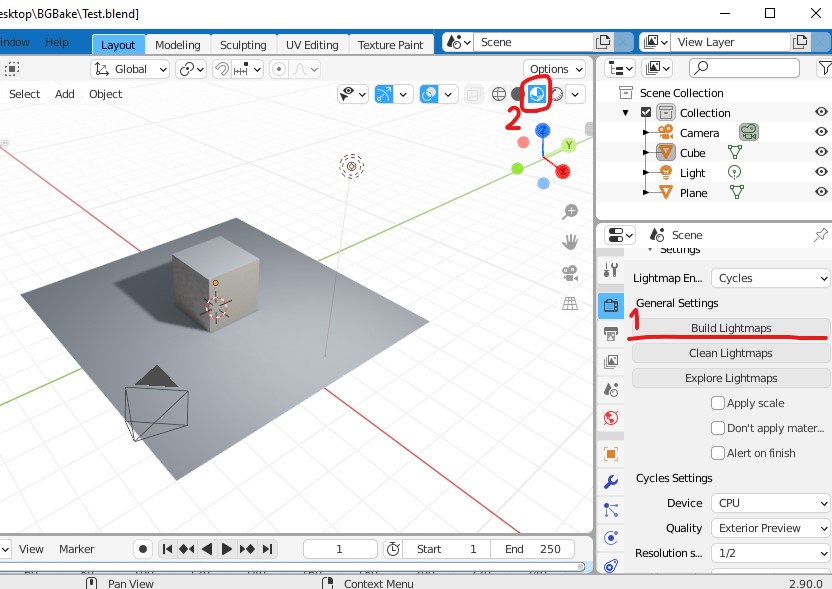 esktop\BGBake\Test.blend]
indow Help Layout Modeling Sculpting UV Editing Texture Paint Scene View Layer
Global Options
Select Add Object
2
Z
Y
X
Scene Collection
Collection
Camera
Cube
Light
Plane
Scene
Settings
Lightmap En... Cycles
General Settings
1
Build Lightmaps
Clean Lightmaps
Explore Lightmaps
Apply scale
Don't apply mater...
Alert on finish
Cycles Settings
Device CPU
Quality Exterior Preview
Resolution s... 1/2
View Marker 1 Start 1 End 250
Pan View Context Menu 2.90.0